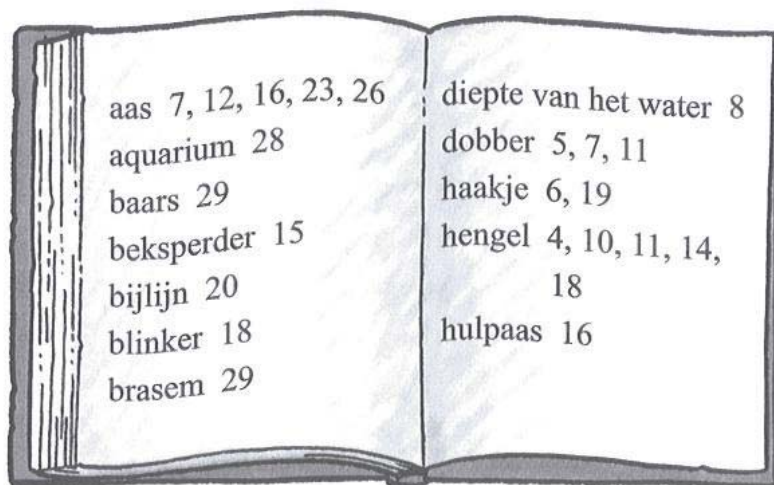 aas 7, 12, 16, 23, 26
aquarium 28
baars 29
beksperder 15
bijlijn 20
blinker 18
brasem 29
diepte van het water 8
dobber 5, 7, 11
haakje 6, 19
hengel 4, 10, 11, 14,
18
hulpaas 16